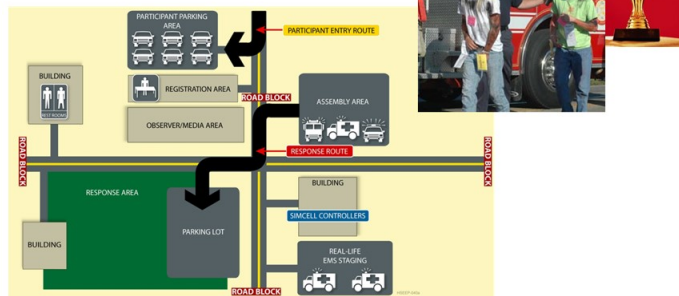 PARTICIPANT PARKING
AREA
PARTICIPANT ENTRY ROUTE
BUILDING
REST ROOMS
REGISTRATION AREA
ROAD BLOCK
ASSEMBLY AREA
OBSERVER/MEDIA AREA
RESPONSE ROUTE
ROAD BLOCK
ROAD BLOCK
RESPONSE AREA
BUILDING
SIMCELL CONTROLLERS
PARKING LOT
BUILDING
REAL-LIFE
EMS STAGING
ROAD BLOCK